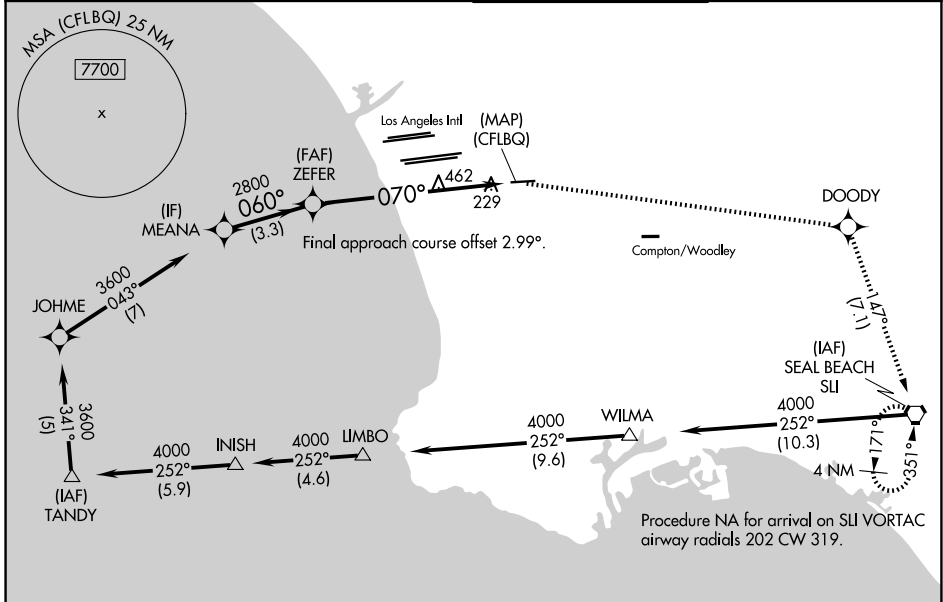 MSA (CFLBQ) 25 NM
7700
x
Los Angeles Intl
(MAP)
(CFLBQ)
(FAF)
ZEFER
462
229
2800
060°
(3.3)
070°
(IF)
MEANA
Final approach course offset 2.99°.
DOODY
Compton/Woodley
3600
043°
(7)
JOHME
147°
(7.1)
(IAF)
SEAL BEACH
SLI
3600
341°
(5)
4000
252°
(10.3)
WILMA
4000
252°
(9.6)
LIMBO
4000
252°
(4.6)
INISH
4000
252°
(5.9)
(IAF)
TANDY
171°
351°
4 NM
Procedure NA for arrival on SLI VORTAC
airway radials 202 CW 319.